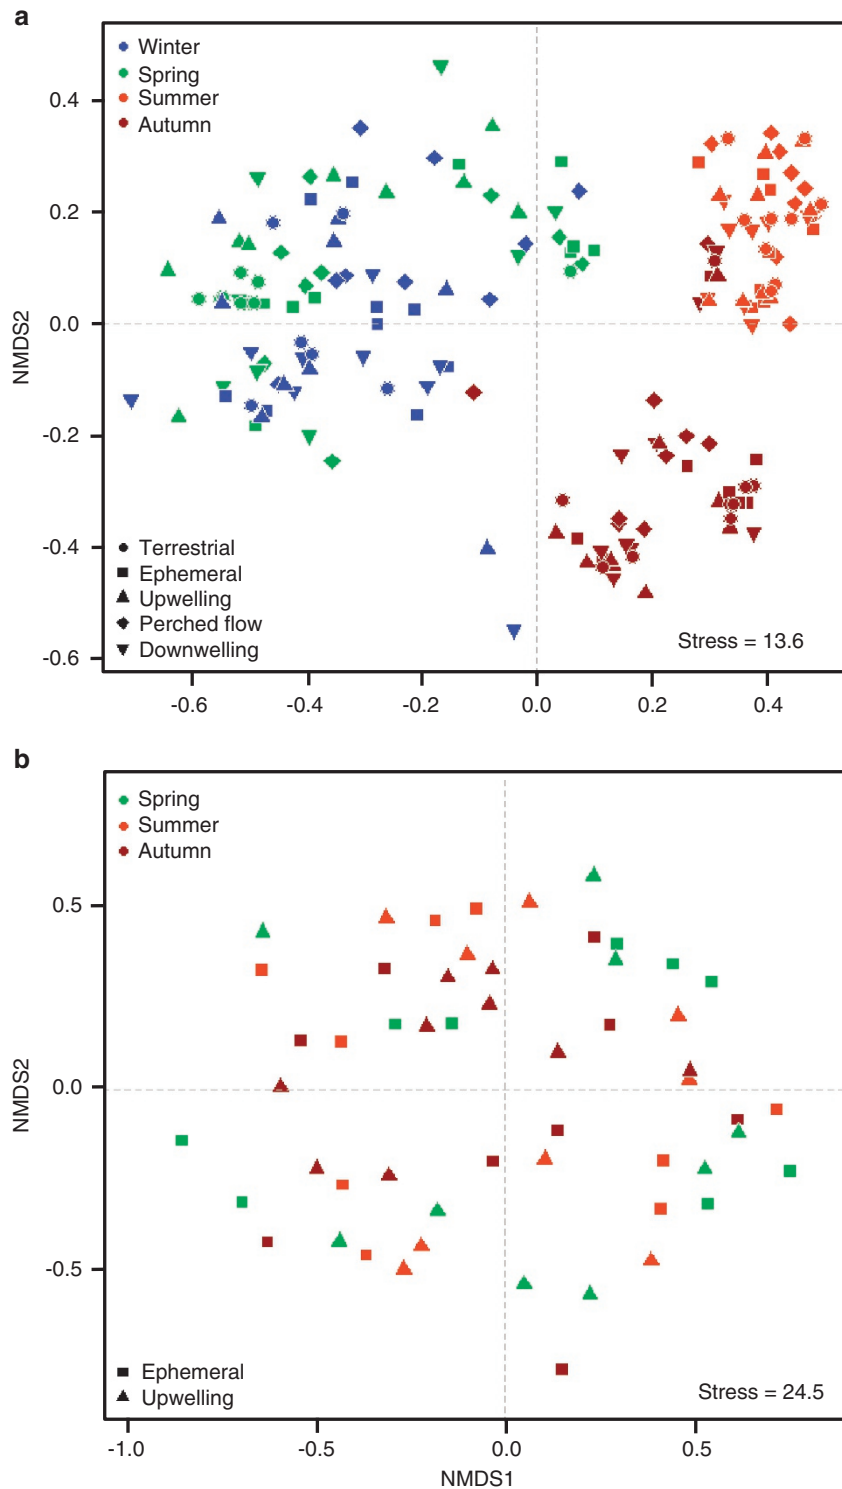 a
Winter
Spring
Summer
Autumn
0.4
0.2
0.0
-0.2
-0.4
-0.6
NMDS2
Terrestrial
Ephemeral
Upwelling
Perched flow
Downwelling
Stress = 13.6
-0.6 -0.4 -0.2 0.0 0.2 0.4
b
Spring
Summer
Autumn
0.5
0.0
-0.5
NMDS2
Ephemeral
Upwelling
Stress = 24.5
-1.0 -0.5 0.0 0.5
NMDS1